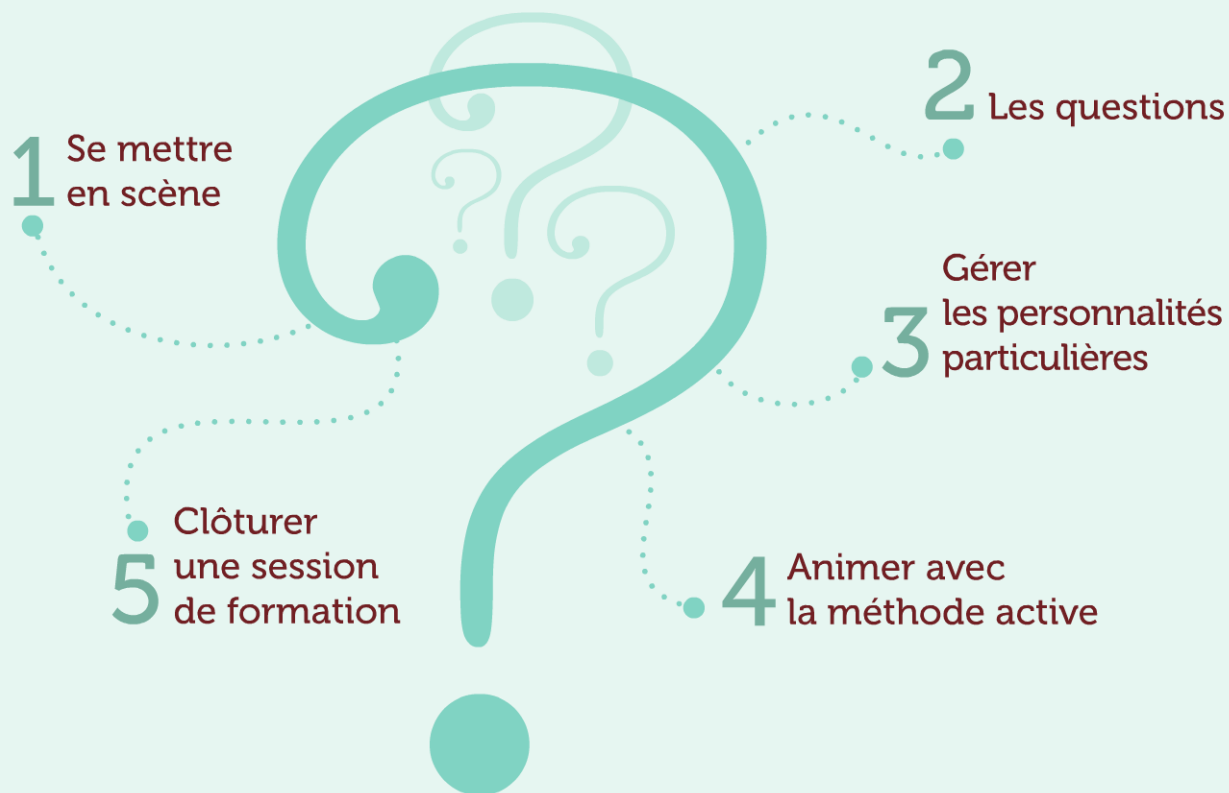 1 Se mettre
en scène
2 Les questions
3 Gérer
les personnalités
particulières
4 Animer avec
la méthode active
5 Clôturer
une session
de formation
?